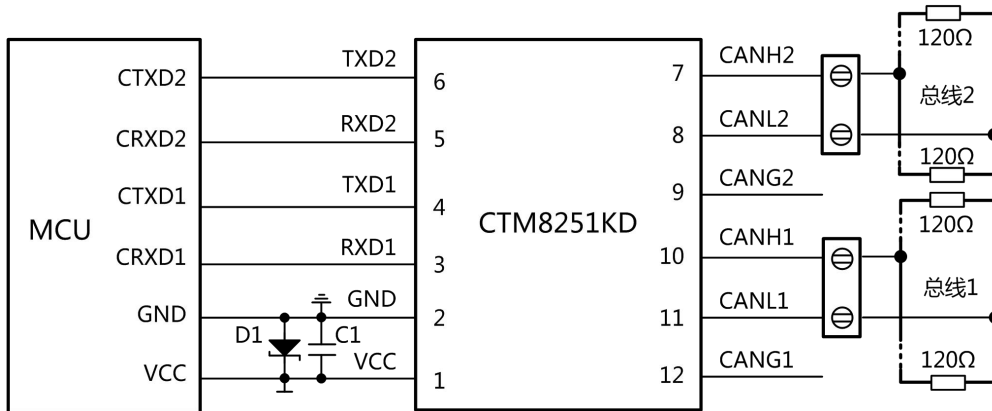 120Ω
CTXD2
TXD2
6
7
CANH2
总线2
CRXD2
RXD2
5
8
CANL2
120Ω
CTXD1
TXD1
4
9
CANG2
MCU
CTM8251KD
120Ω
CRXD1
RXD1
3
10
CANH1
总线1
GND
GND
2
11
CANL1
D1
C1
VCC
VCC
1
12
CANG1
120Ω